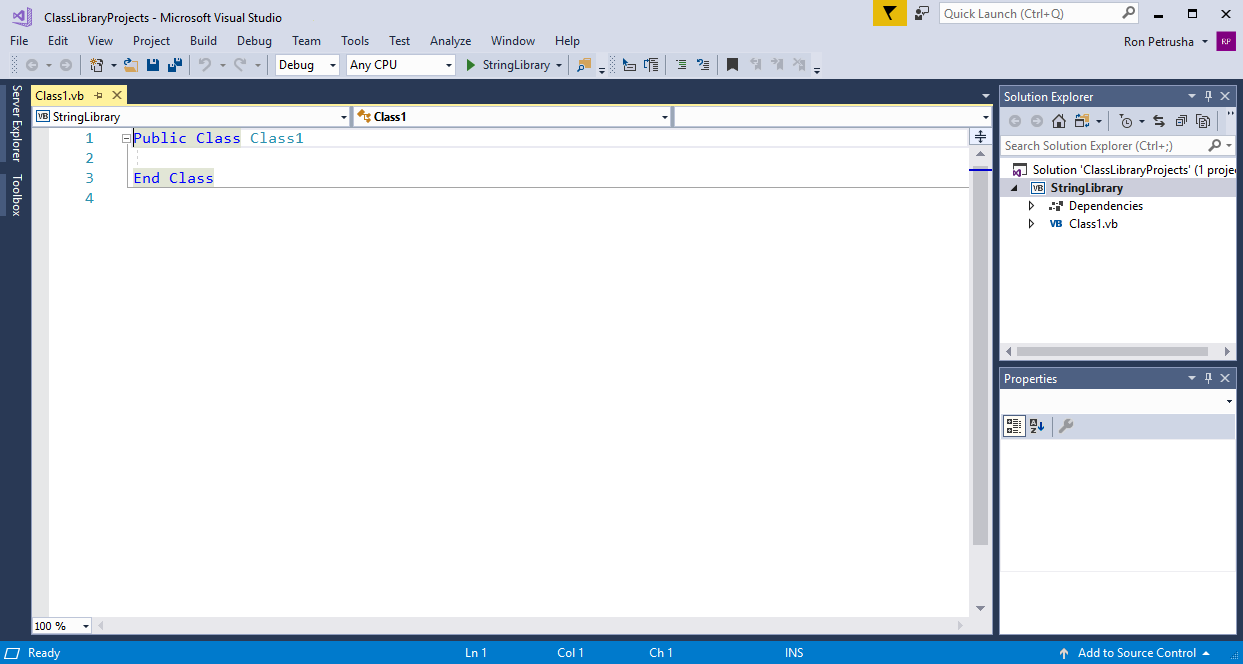 ClassLibraryProjects - Microsoft Visual Studio
Quick Launch (Ctrl+Q)
File Edit View Project Build Debug Team Tools Test Analyze Window Help
Ron Petrusha RP
Debug Any CPU StringLibrary
Server Explorer
Toolbox
Class1.vb
VB StringLibrary Class1
1 Public Class Class1
2
3 End Class
4
100 %
Solution Explorer
Search Solution Explorer (Ctrl+;)
Solution 'ClassLibraryProjects' (1 proje
VB StringLibrary
Dependencies
VB Class1.vb
Properties
Ready Ln 1 Col 1 Ch 1 INS Add to Source Control